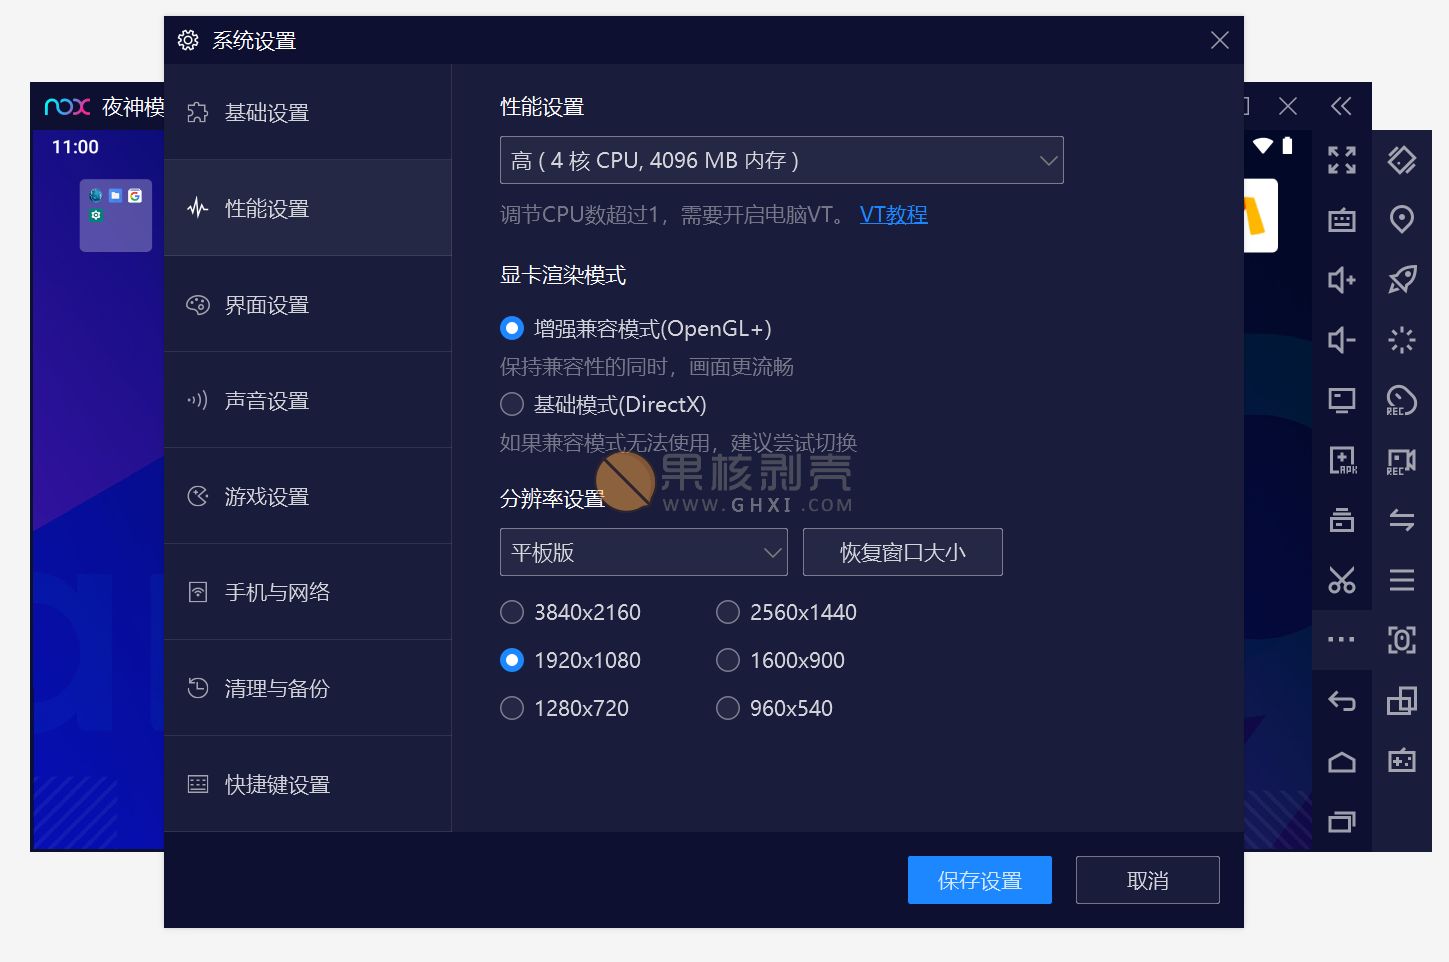 系统设置
nox 夜神模
11:00
基础设置
性能设置
界面设置
声音设置
游戏设置
手机与网络
清理与备份
快捷键设置
性能设置
高 ( 4 核 CPU, 4096 MB 内存 )
调节CPU数超过1，需要开启电脑VT。 VT教程
显卡渲染模式
增强兼容模式(OpenGL+)
保持兼容性的同时，画面更流畅
基础模式(DirectX)
如果兼容模式无法使用，建议尝试切换
果核剥壳
WWW.GHXI.COM
分辨率设置
平板版
恢复窗口大小
3840x2160 2560x1440
1920x1080 1600x900
1280x720 960x540
保存设置 取消
REC
APK
REC